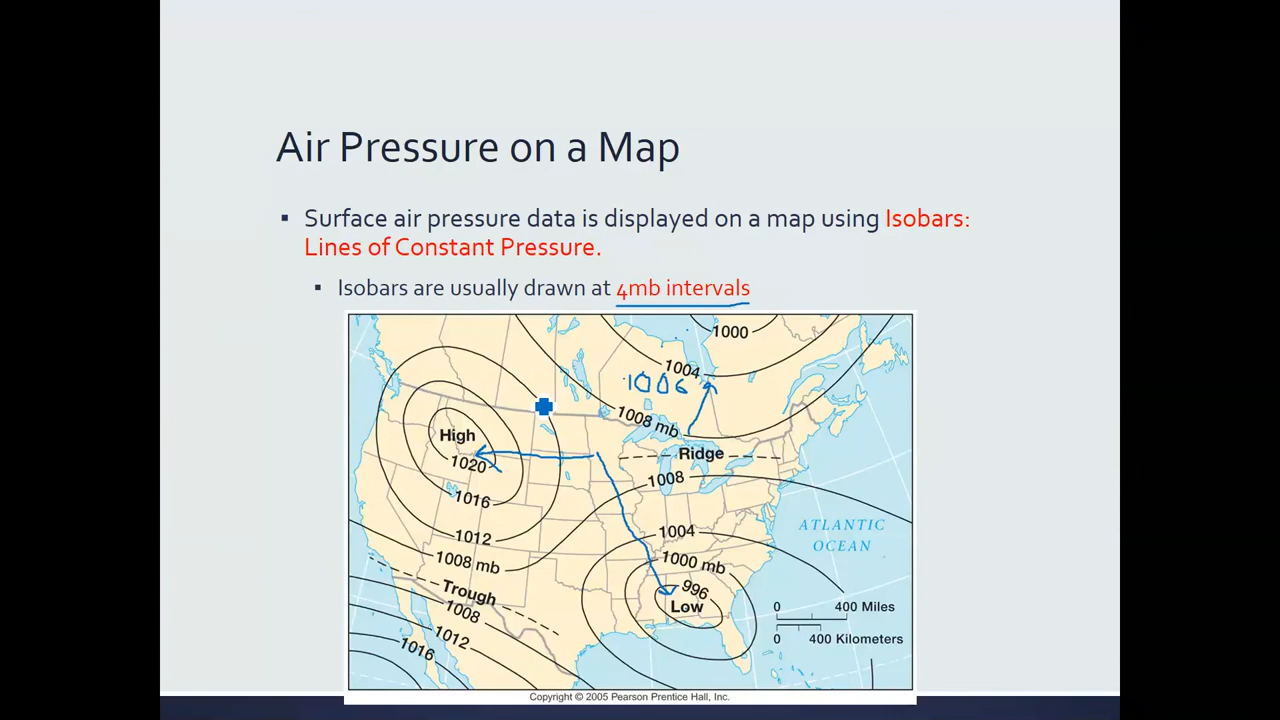 Air Pressure on a Map
▪ Surface air pressure data is displayed on a map using Isobars:
Lines of Constant Pressure.
▪ Isobars are usually drawn at 4mb intervals
1000
1004
1006
1008 mb
High
1020
Ridge
1008
1016
1004
ATLANTIC
OCEAN
1012
1008 mb
1000 mb
996
Low
Trough
1008
1012
1016
0 400 Miles
0 400 Kilometers
Copyright © 2005 Pearson Prentice Hall, Inc.